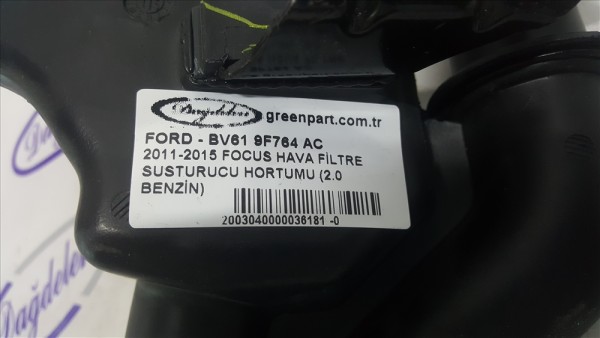 Dağdelen
greenpart.com.tr
FORD - BV61 9F764 AC
2011-2015 FOCUS HAVA FİLTRE
SUSTURUCU HORTUMU (2.0
BENZİN)
2003040000036181 -0
Dağdelen